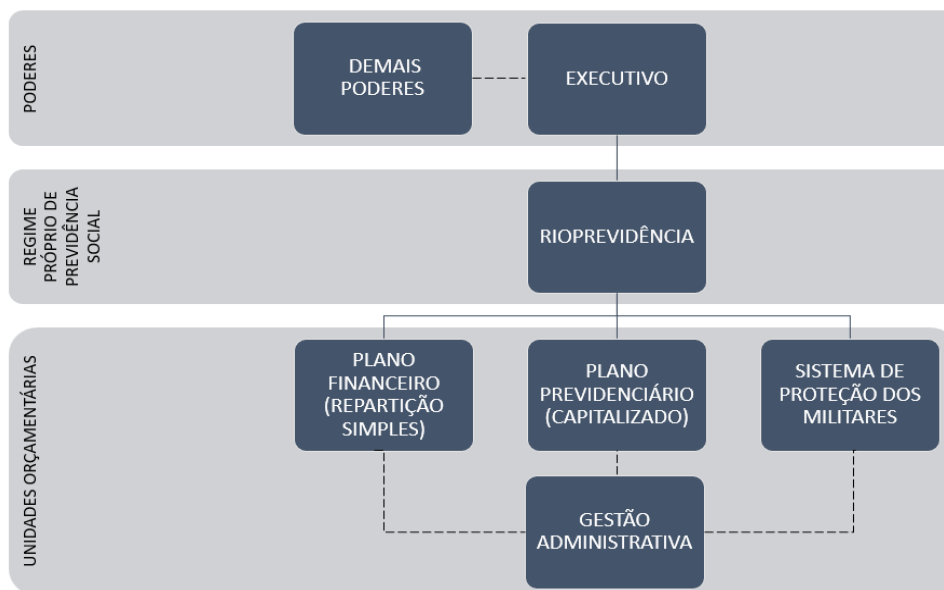 PODERES
DEMAIS
PODERES
EXECUTIVO
REGIME
PRÓPRIO DE
PREVIDÊNCIA
SOCIAL
RIOPREVIDÊNCIA
UNIDADES ORÇAMENTÁRIAS
PLANO
FINANCEIRO
(REPARTIÇÃO
SIMPLES)
PLANO
PREVIDENCIÁRIO
(CAPITALIZADO)
SISTEMA DE
PROTEÇÃO DOS
MILITARES
GESTÃO
ADMINISTRATIVA